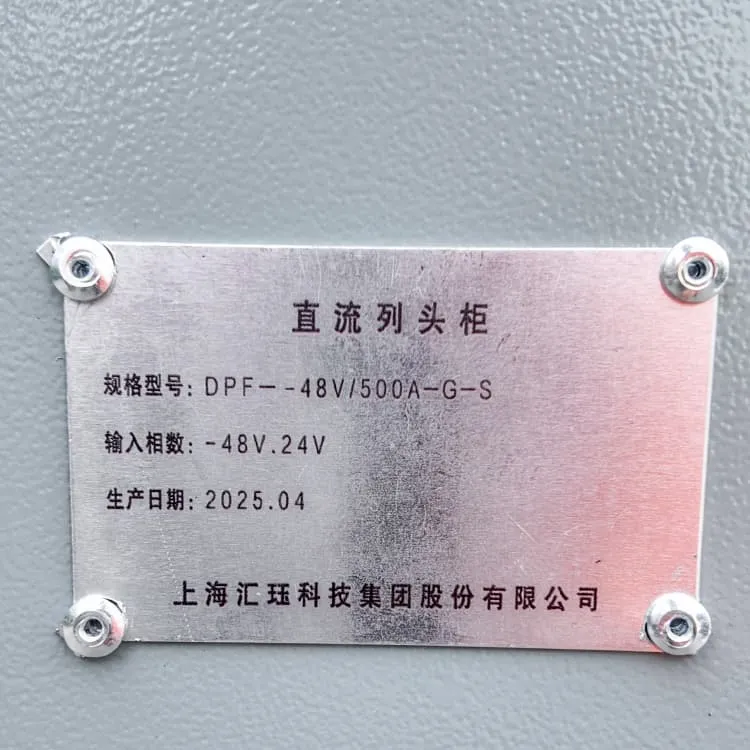 直流列头柜
规格型号: DPF--48V/500A-G-S
输入相数: -48V.24V
生产日期: 2025.04
上海汇珏科技集团股份有限公司